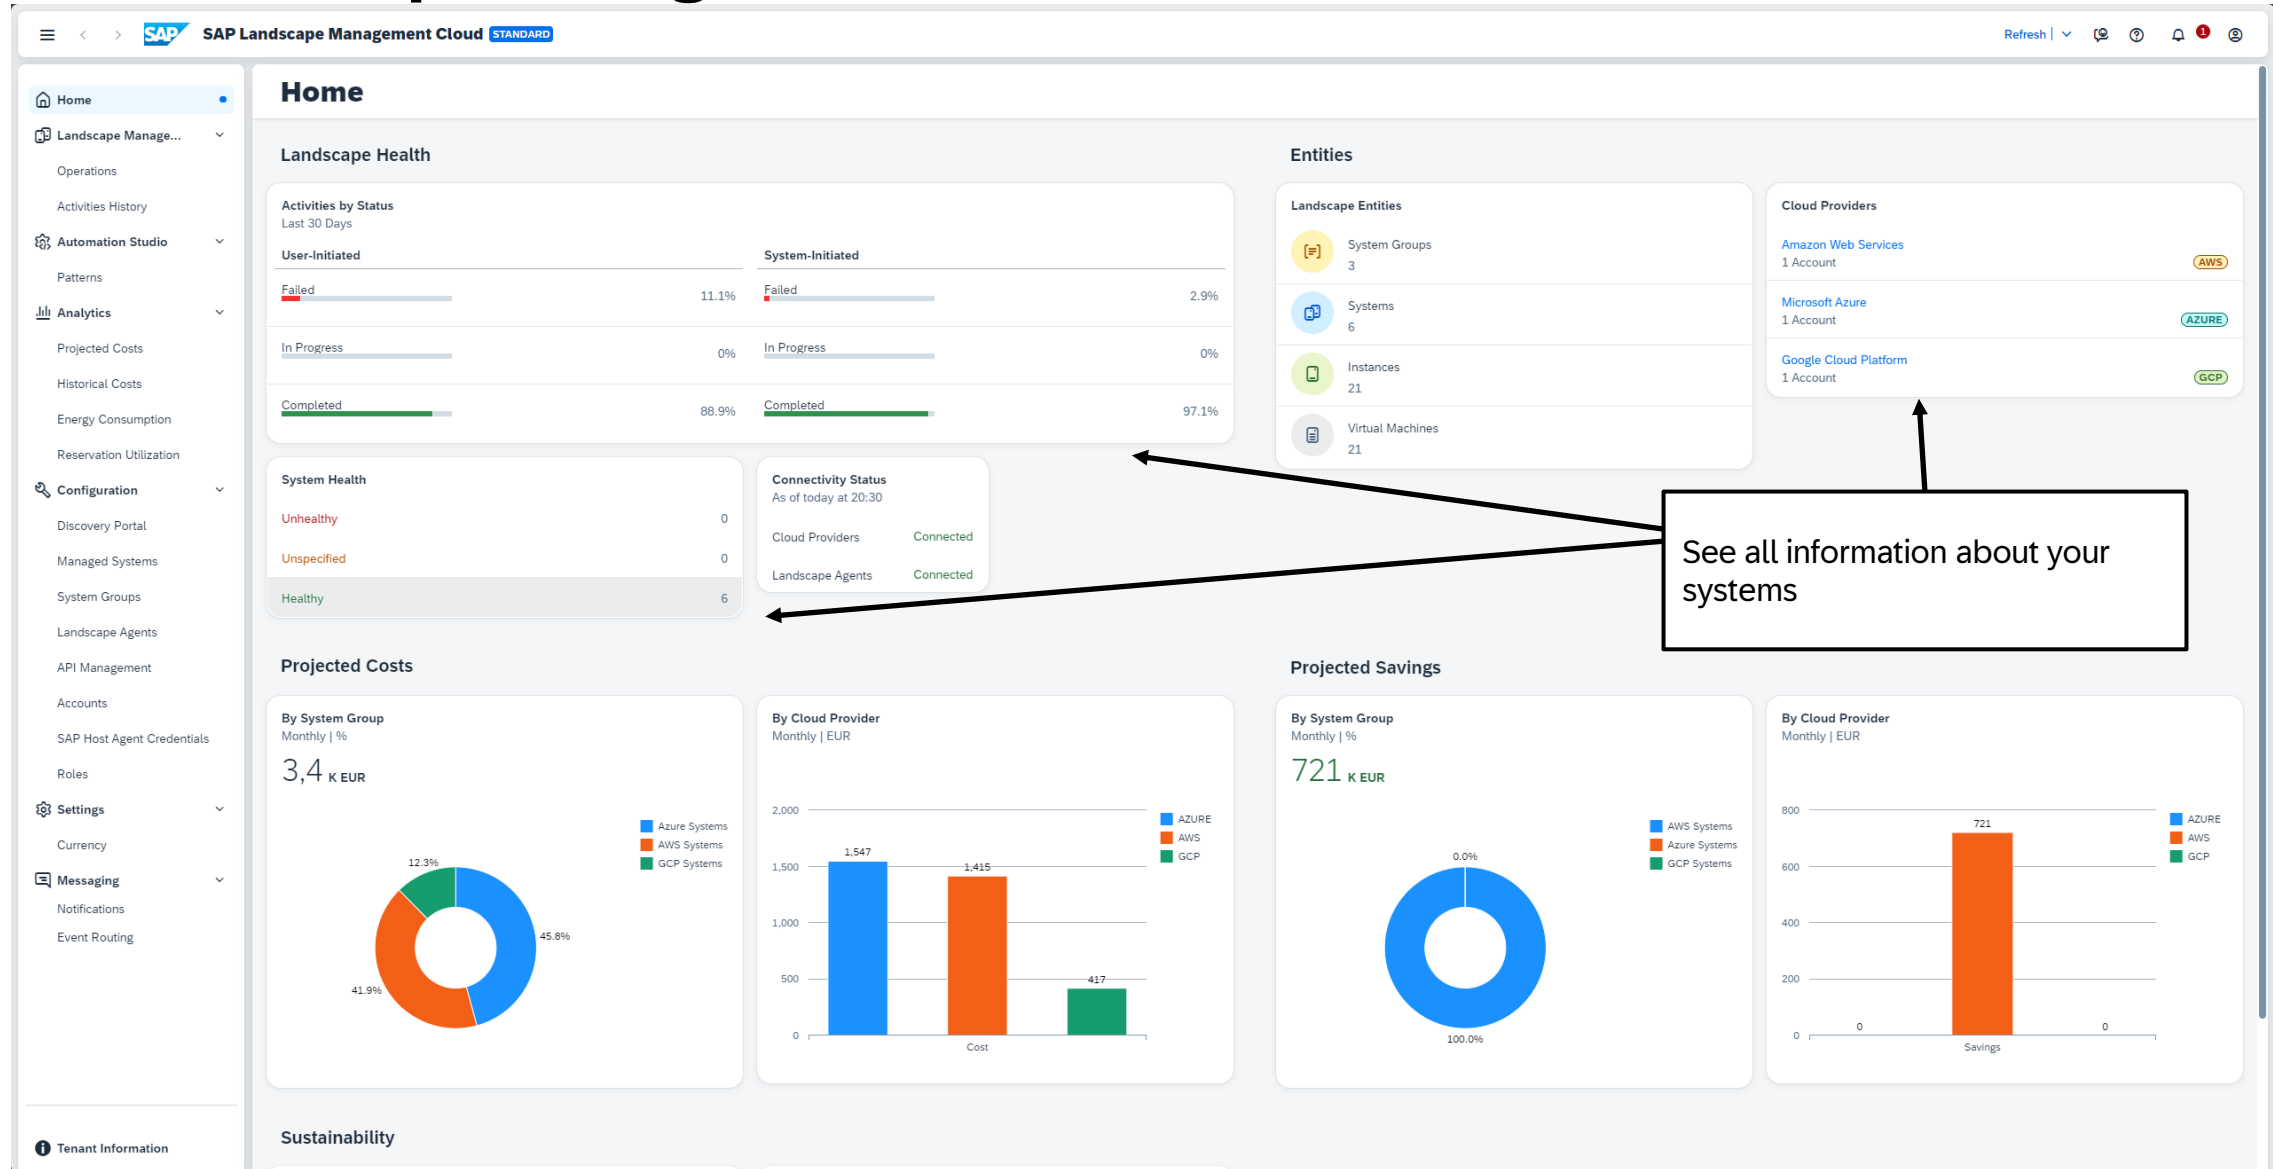 SAP SAP Landscape Management Cloud STANDARD
Refresh 1
Home
Landscape Manage...
Operations
Activities History
Automation Studio
Patterns
Analytics
Projected Costs
Historical Costs
Energy Consumption
Reservation Utilization
Configuration
Discovery Portal
Managed Systems
System Groups
Landscape Agents
API Management
Accounts
SAP Host Agent Credentials
Roles
Settings
Currency
Messaging
Notifications
Event Routing
Tenant Information
Home
Landscape Health
Activities by Status
Last 30 Days
User-Initiated
Failed 11.1%
In Progress 0%
Completed 88.9%
System-Initiated
Failed 2.9%
In Progress 0%
Completed 97.1%
System Health
Unhealthy 0
Unspecified 0
Healthy 6
Connectivity Status
As of today at 20:30
Cloud Providers Connected
Landscape Agents Connected
Entities
Landscape Entities
System Groups
3
Systems
6
Instances
21
Virtual Machines
21
Cloud Providers
Amazon Web Services
1 Account AWS
Microsoft Azure
1 Account AZURE
Google Cloud Platform
1 Account GCP
See all information about your
systems
Projected Costs
By System Group
Monthly | %
3,4 K EUR
Azure Systems
AWS Systems
GCP Systems
12.3%
45.8%
41.9%
By Cloud Provider
Monthly | EUR
2,000
1,500
1,000
500
0
1,547
1,415
417
Cost
AZURE
AWS
GCP
Projected Savings
By System Group
Monthly | %
721 K EUR
AWS Systems
Azure Systems
GCP Systems
0.0%
100.0%
By Cloud Provider
Monthly | EUR
800
600
400
200
0
0
721
0
Savings
AZURE
AWS
GCP
Sustainability